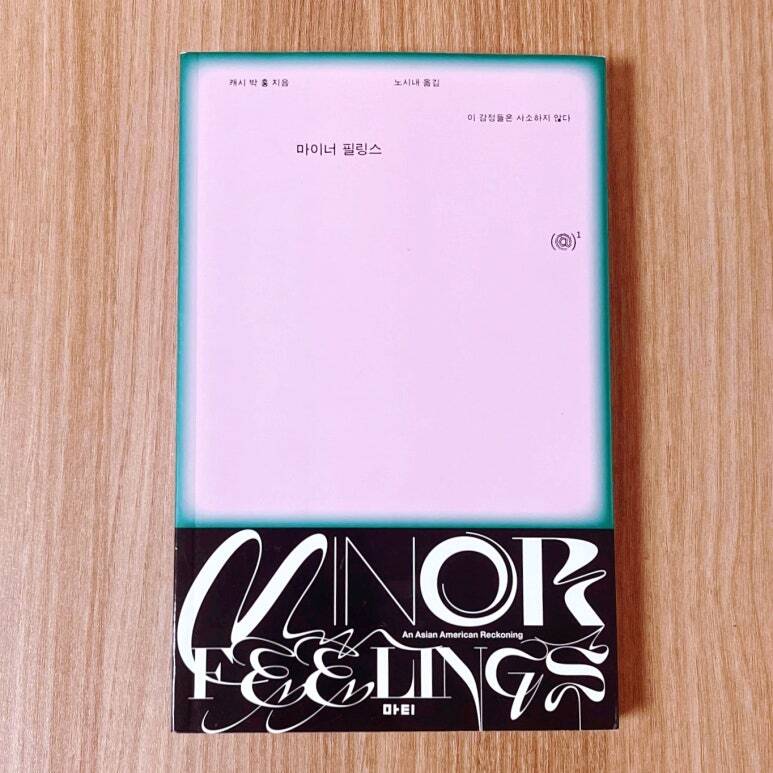 캐시 박 홍 지음 노시내 옮김
이 감정들은 사소하지 않다
마이너 필링스
(@)1
MINOR
An Asian American Reckoning
FEELINGS
마티